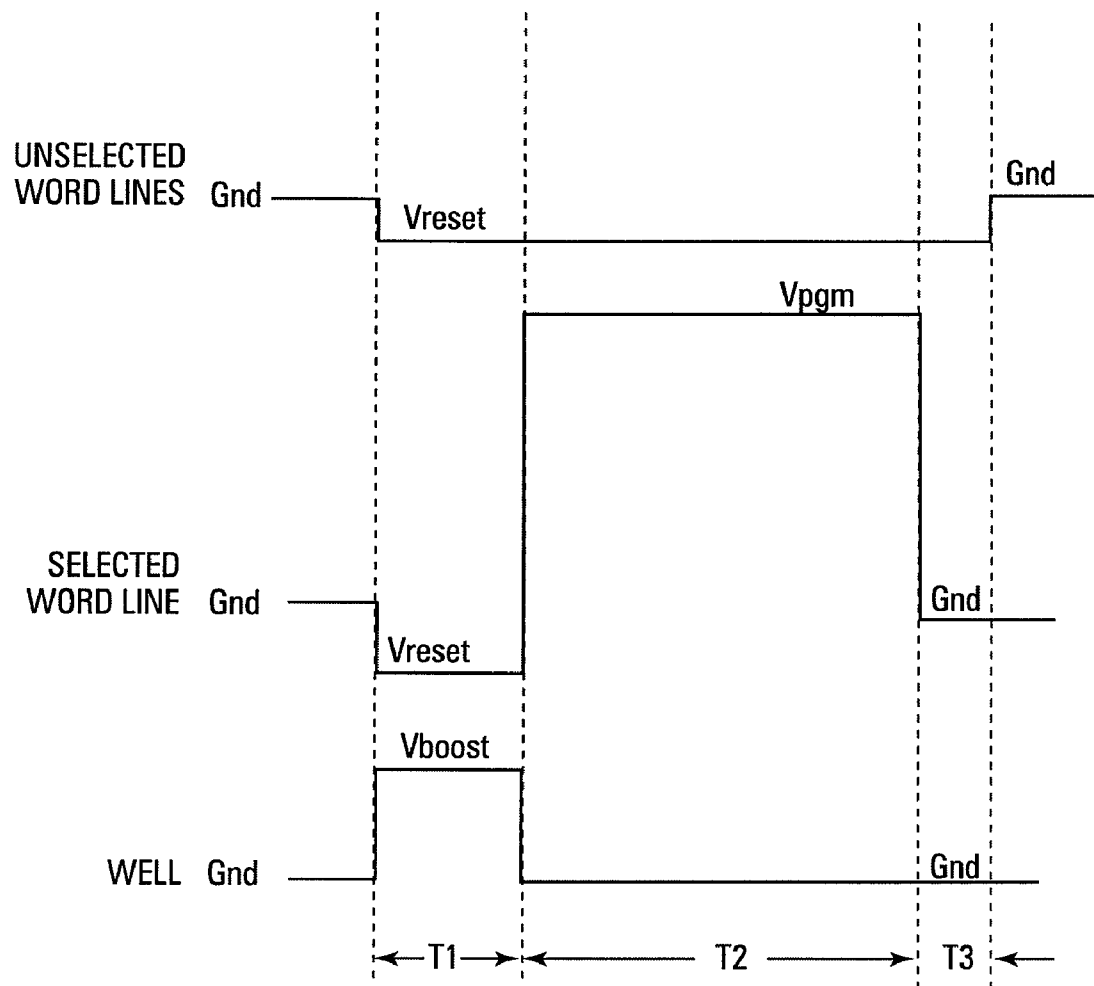 UNSELECTED
WORD LINES Gnd
Vreset
Gnd
Vpgm
SELECTED
WORD LINE Gnd
Vreset
Gnd
Vboost
WELL Gnd
Gnd
T1 T2 T3